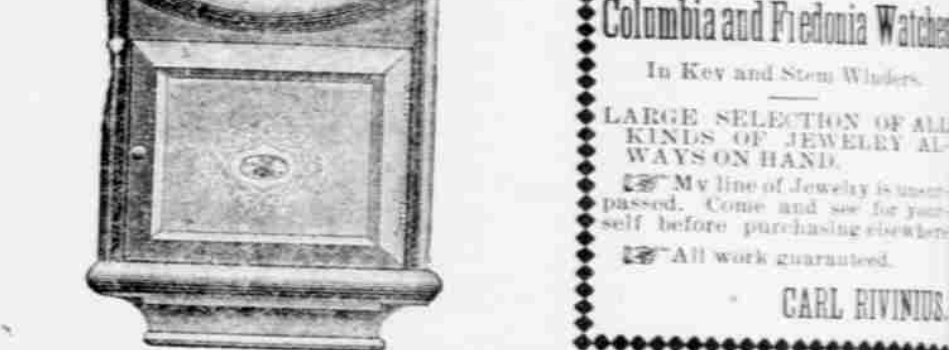 Columbia and Fredonia Watches
In Key and Stem Winders.
LARGE SELECTION OF ALL
KINDS OF JEWELRY AL-
WAYS ON HAND.
☞ My line of Jewelry is unsur-
passed. Come and see for your-
self before purchasing elsewhere
☞ All work guaranteed.
CARL RIVINIUS.